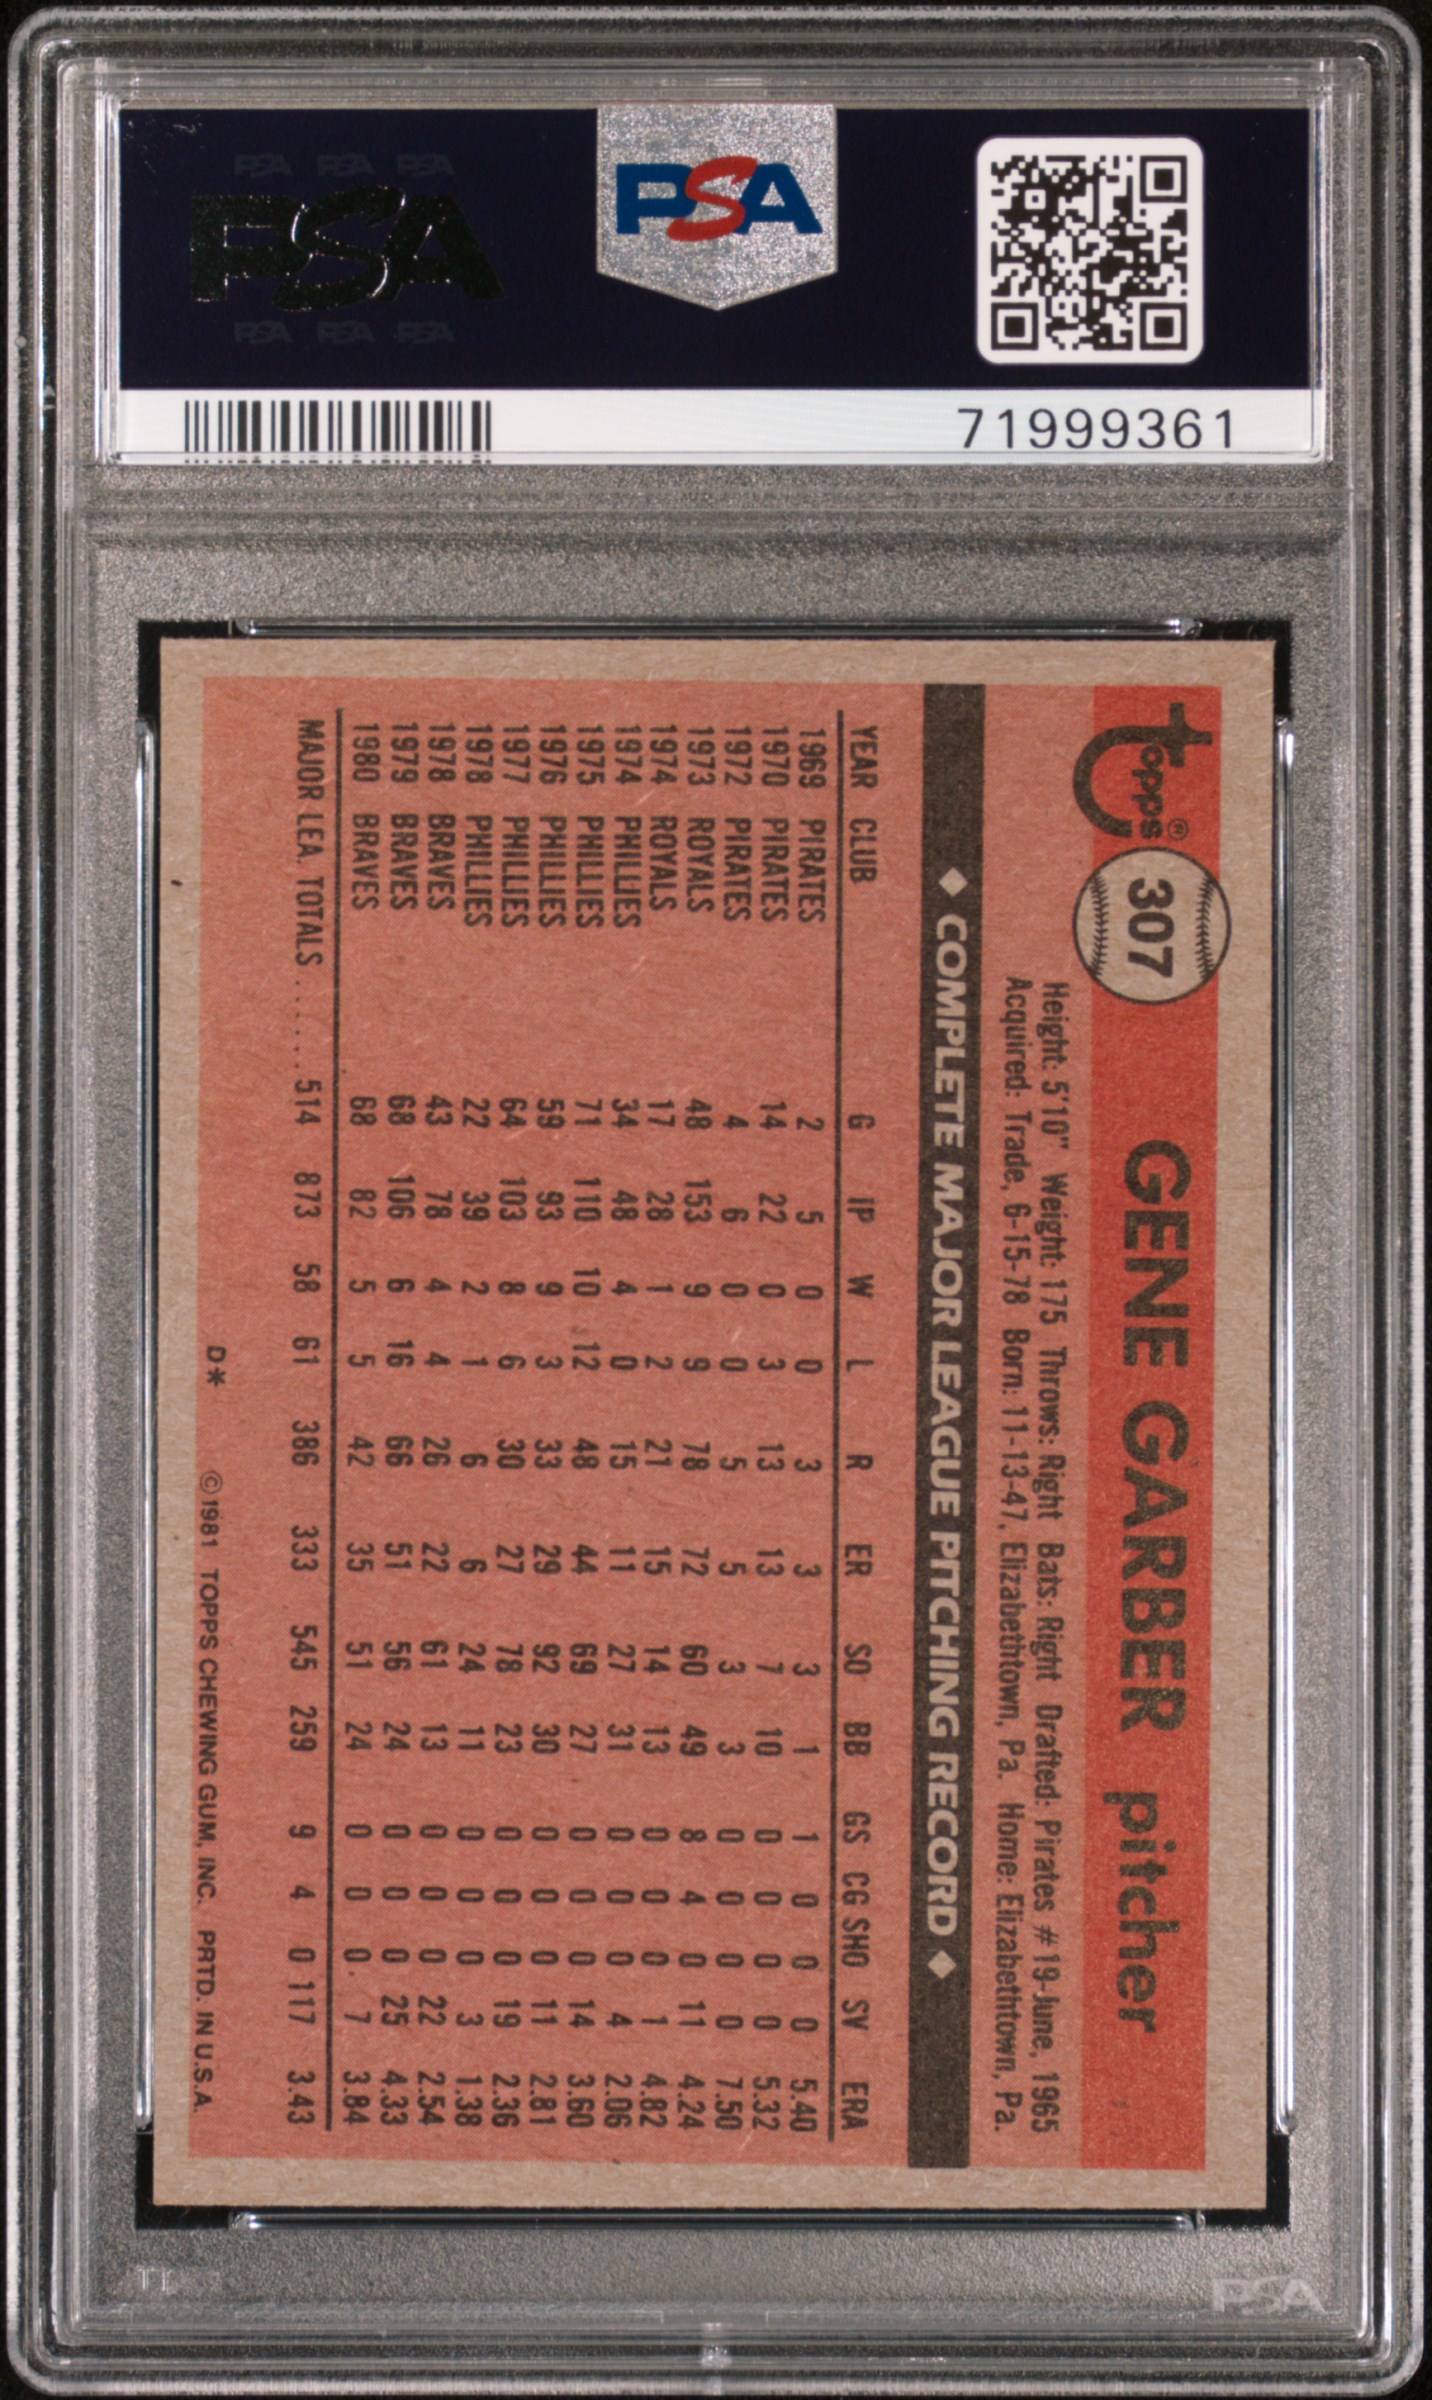 PSA PSA PSA
PSA
PSA PSA PSA
PSA
71999361
Topps®
307
GENE GARBER pitcher
Height: 5'10" Weight: 175 Throws: Right Bats: Right Drafted: Pirates #19-June, 1965
Acquired: Trade, 6-15-78 Born: 11-13-47, Elizabethtown, Pa. Home: Elizabethtown, Pa.
◆ COMPLETE MAJOR LEAGUE PITCHING RECORD ◆
YEAR CLUB G IP W L R ER SO BB GS CG SHO SV ERA
1969 PIRATES 2 5 0 0 3 3 3 1 1 0 0 0 5.40
1970 PIRATES 14 22 0 3 13 13 7 10 0 0 0 0 5.32
1972 PIRATES 4 6 0 0 5 5 3 3 0 0 0 0 7.50
1973 ROYALS 48 153 9 9 78 72 60 49 8 4 0 11 4.24
1974 ROYALS 17 28 1 2 21 15 14 13 0 0 0 1 4.82
1974 PHILLIES 34 48 4 0 15 11 27 31 0 0 0 4 2.06
1975 PHILLIES 71 110 10 12 48 44 69 27 0 0 0 14 3.60
1976 PHILLIES 59 93 9 3 33 29 92 30 0 0 0 11 2.81
1977 PHILLIES 64 103 8 6 30 27 78 23 0 0 0 19 2.36
1978 PHILLIES 22 39 2 1 6 6 24 11 0 0 0 3 1.38
1978 BRAVES 43 78 4 4 26 22 61 13 0 0 0 22 2.54
1979 BRAVES 68 106 6 16 66 51 56 24 0 0 0 25 4.33
1980 BRAVES 68 82 5 5 42 35 51 24 0 0 0 7 3.84
MAJOR LEA. TOTALS ...... 514 873 58 61 386 333 545 259 9 4 0 117 3.43
D* © 1981 TOPPS CHEWING GUM, INC. PRTD. IN U.S.A.
PSA